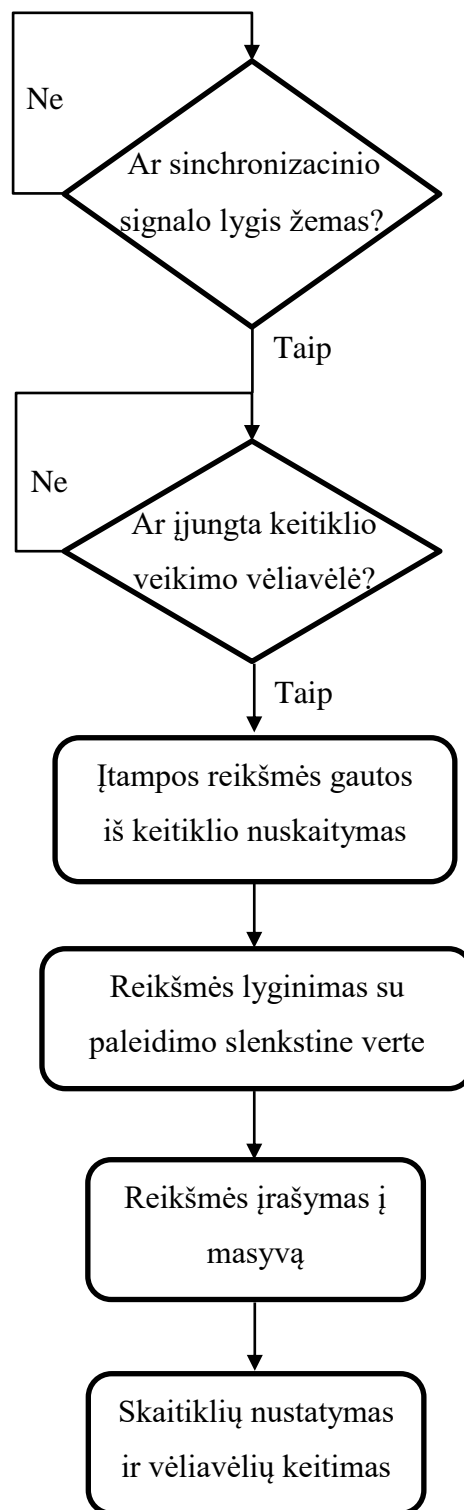 Ne
Ar sinchronizacinio
signalo lygis žemas?
Taip
Ne
Ar įjungta keitiklio
veikimo vėliavėlė?
Taip
Įtampos reikšmės gautos
iš keitiklio nuskaitymas
Reikšmės lyginimas su
paleidimo slenkstine verte
Reikšmės įrašymas į
masyvą
Skaitiklių nustatymas
ir vėliavėlių keitimas